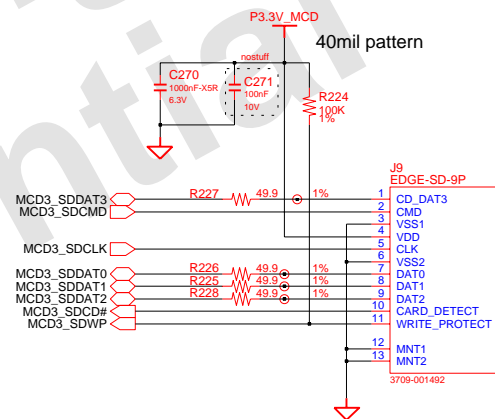 P3.3V_MCD
40mil pattern
nostuff
C270
1000nF-X5R
6.3V
C271
100nF
10V
R224
100K
1%
J9
EDGE-SD-9P
MCD3_SDDAT3 R227 49.9 1% 1 CD_DAT3
MCD3_SDCMD 2 CMD
3 VSS1
4 VDD
MCD3_SDCLK 5 CLK
6 VSS2
MCD3_SDDAT0 R226 49.9 1% 7 DAT0
MCD3_SDDAT1 R225 49.9 1% 8 DAT1
MCD3_SDDAT2 R228 49.9 1% 9 DAT2
MCD3_SDCD# 10 CARD_DETECT
MCD3_SDWP 11 WRITE_PROTECT
12 MNT1
13 MNT2
3709-001492
ntial